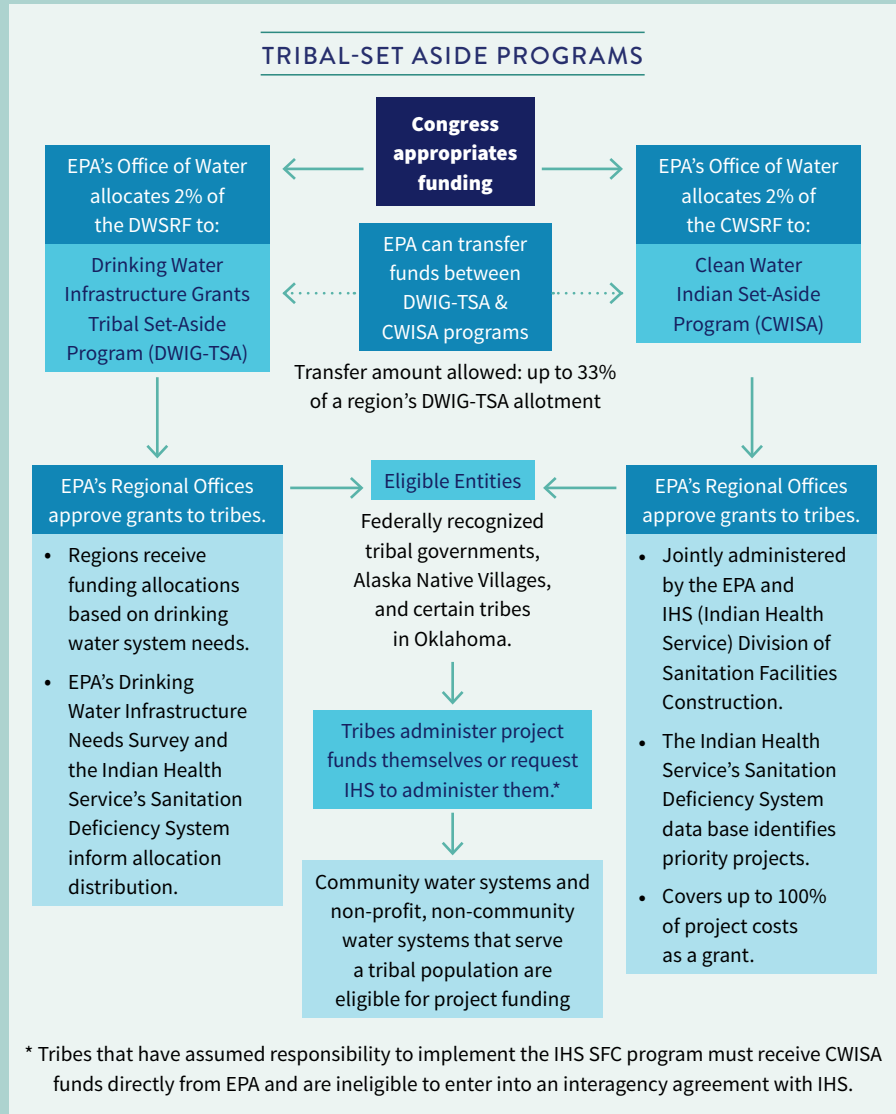 TRIBAL-SET ASIDE PROGRAMS
Congress
appropriates
funding
EPA’s Office of Water
allocates 2% of
the DWSRF to:
Drinking Water
Infrastructure Grants
Tribal Set-Aside
Program (DWIG-TSA)
EPA can transfer
funds between
DWIG-TSA &
CWISA programs
Transfer amount allowed: up to 33%
of a region’s DWIG-TSA allotment
EPA’s Office of Water
allocates 2% of
the CWSRF to:
Clean Water
Indian Set-Aside
Program (CWISA)
EPA’s Regional Offices
approve grants to tribes.
• Regions receive
funding allocations
based on drinking
water system needs.
• EPA’s Drinking
Water Infrastructure
Needs Survey and
the Indian Health
Service’s Sanitation
Deficiency System
inform allocation
distribution.
Eligible Entities
Federally recognized
tribal governments,
Alaska Native Villages,
and certain tribes
in Oklahoma.
Tribes administer project
funds themselves or request
IHS to administer them.*
Community water systems and
non-profit, non-community
water systems that serve
a tribal population are
eligible for project funding
EPA’s Regional Offices
approve grants to tribes.
• Jointly administered
by the EPA and
IHS (Indian Health
Service) Division of
Sanitation Facilities
Construction.
• The Indian Health
Service’s Sanitation
Deficiency System
data base identifies
priority projects.
• Covers up to 100%
of project costs
as a grant.
* Tribes that have assumed responsibility to implement the IHS SFC program must receive CWISA
funds directly from EPA and are ineligible to enter into an interagency agreement with IHS.